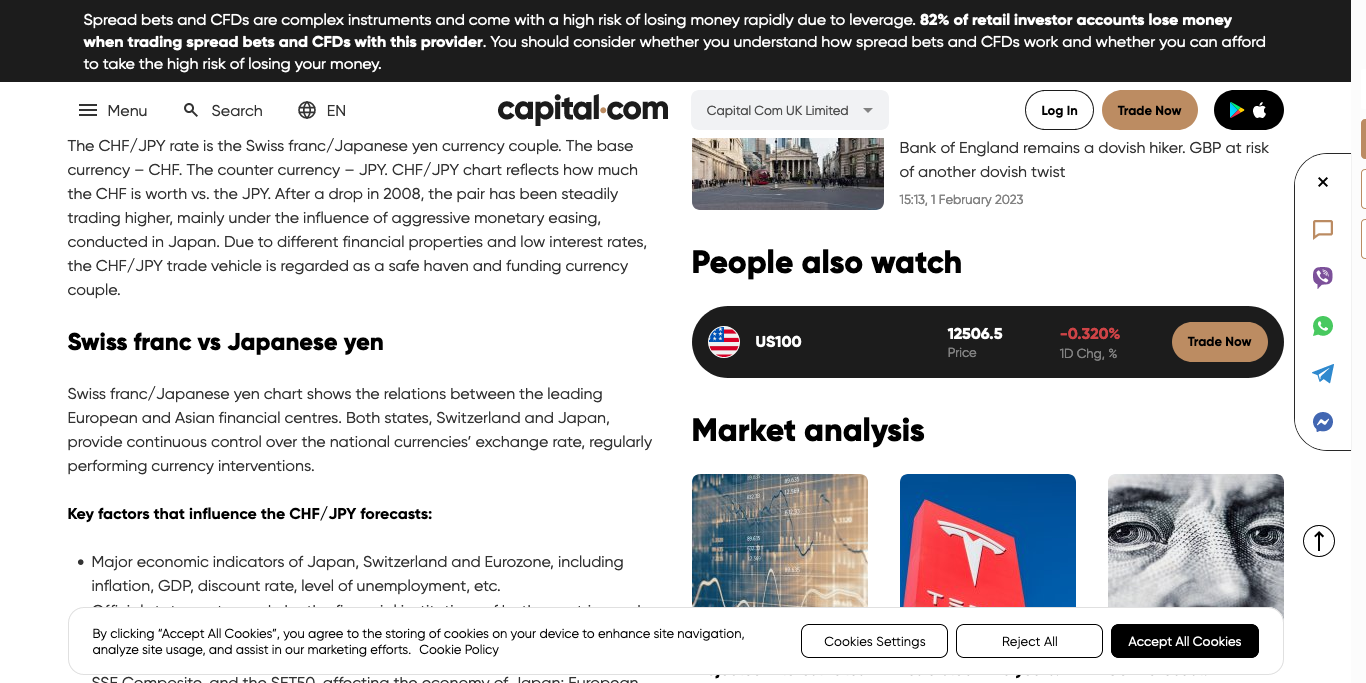 Spread bets and CFDs are complex instruments and come with a high risk of losing money rapidly due to leverage. 82% of retail investor accounts lose money
when trading spread bets and CFDs with this provider. You should consider whether you understand how spread bets and CFDs work and whether you can afford
to take the high risk of losing your money.
Menu
Search
EN
capital.com
Capital Com UK Limited
Log In
Trade Now
The CHF/JPY rate is the Swiss franc/Japanese yen currency couple. The base
currency – CHF. The counter currency – JPY. CHF/JPY chart reflects how much
the CHF is worth vs. the JPY. After a drop in 2008, the pair has been steadily
trading higher, mainly under the influence of aggressive monetary easing,
conducted in Japan. Due to different financial properties and low interest rates,
the CHF/JPY trade vehicle is regarded as a safe haven and funding currency
couple.
Swiss franc vs Japanese yen
Swiss franc/Japanese yen chart shows the relations between the leading
European and Asian financial centres. Both states, Switzerland and Japan,
provide continuous control over the national currencies’ exchange rate, regularly
performing currency interventions.
Key factors that influence the CHF/JPY forecasts:
Major economic indicators of Japan, Switzerland and Eurozone, including
inflation, GDP, discount rate, level of unemployment, etc.
SSE Composite, and the SET50, affecting the economy of Japan; European
Bank of England remains a dovish hiker. GBP at risk
of another dovish twist
15:13, 1 February 2023
People also watch
US100
12506.5
Price
-0.320%
1D Chg, %
Trade Now
Market analysis
By clicking “Accept All Cookies”, you agree to the storing of cookies on your device to enhance site navigation,
analyze site usage, and assist in our marketing efforts. Cookie Policy
Cookies Settings
Reject All
Accept All Cookies